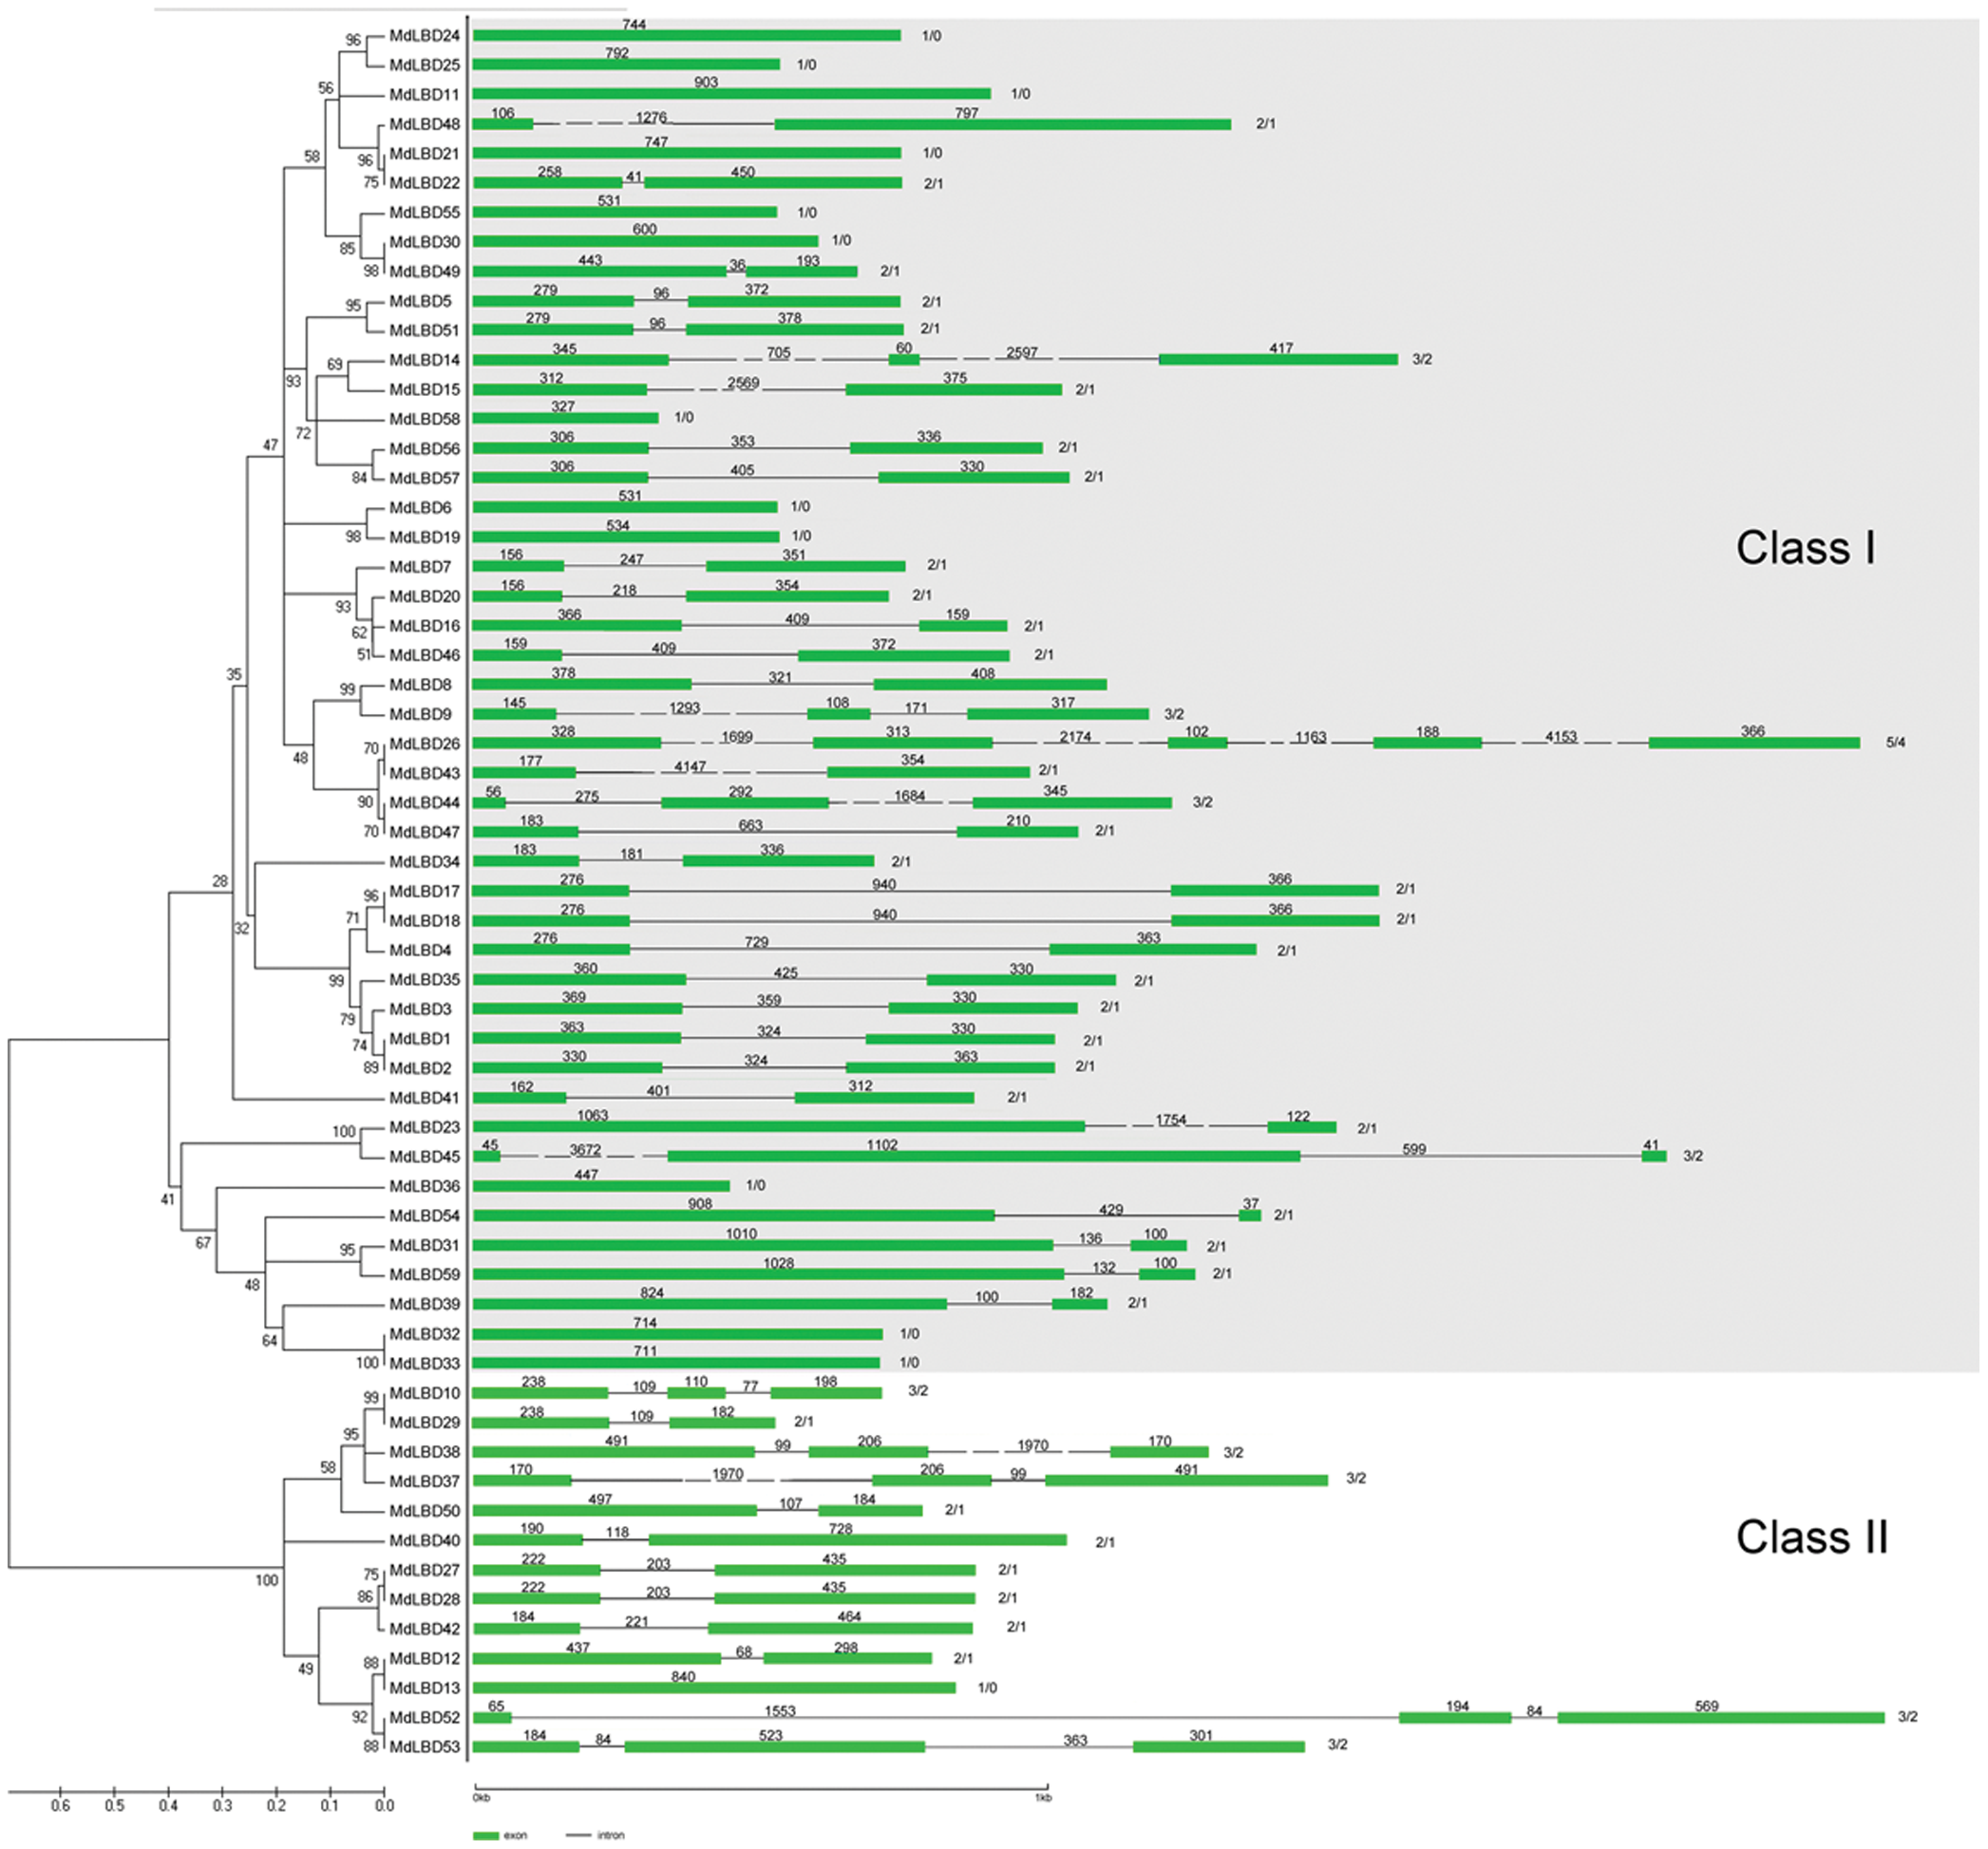 744
96 MdLBD24 1/0
792
MdLBD25 1/0
56 903
MdLBD11 1/0
106 1276 797
MdLBD48 2/1
58 747
96 MdLBD21 1/0
258 41 450
75 MdLBD22 2/1
531
MdLBD55 1/0
600
85 MdLBD30 1/0
443 36 193
98 MdLBD49 2/1
279 96 372
95 MdLBD5 2/1
279 96 378
MdLBD51 2/1
345 705 60 2597 417
69 MdLBD14 3/2
93 312 2569 375
MdLBD15 2/1
327
MdLBD58 1/0
72
47 306 353 336
MdLBD56 2/1
306 405 330
84 MdLBD57 2/1
531
MdLBD6 1/0
534
98 MdLBD19 1/0
Class I
156 247 351
MdLBD7 2/1
156 218 354
93 MdLBD20 2/1
366 409 159
62 MdLBD16 2/1
159 409 372
51 MdLBD46 2/1
35 378 321 408
99 MdLBD8
145 1293 108 171 317
MdLBD9 3/2
328 1699 313 2174 102 1163 188 4153 366
70 MdLBD26 5/4
48 177 4147 354
MdLBD43 2/1
56 275 292 1684 345
90 MdLBD44 3/2
183 663 210
70 MdLBD47 2/1
183 181 336
MdLBD34 2/1
28 276 940 366
96 MdLBD17 2/1
71 276 940 366
MdLBD18 2/1
32 276 729 363
MdLBD4 2/1
360 425 330
99 MdLBD35 2/1
369 359 330
MdLBD3 2/1
79 363 324 330
74 MdLBD1 2/1
330 324 363
89 MdLBD2 2/1
162 401 312
MdLBD41 2/1
1063 1754 122
100 MdLBD23 2/1
45 3672 1102 599 41
MdLBD45 3/2
447
41 MdLBD36 1/0
908 429 37
MdLBD54 2/1
67 1010 136 100
95 MdLBD31 2/1
1028 132 100
48 MdLBD59 2/1
824 100 182
MdLBD39 2/1
714
64 MdLBD32 1/0
711
100 MdLBD33 1/0
238 109 110 77 198
99 MdLBD10 3/2
238 109 182
MdLBD29 2/1
95 491 99 206 1970 170
MdLBD38 3/2
58 170 1970 206 99 491
MdLBD37 3/2
497 107 184
MdLBD50 2/1
190 118 728
MdLBD40 2/1
Class II
222 203 435
75 MdLBD27 2/1
100
222 203 435
86 MdLBD28 2/1
184 221 464
MdLBD42 2/1
437 68 298
88 MdLBD12 2/1
49
840
MdLBD13 1/0
65 1553 194 84 569
92 MdLBD52 3/2
184 84 523 363 301
88 MdLBD53 3/2
0.6 0.5 0.4 0.3 0.2 0.1 0.0
0kb 1kb
exon intron